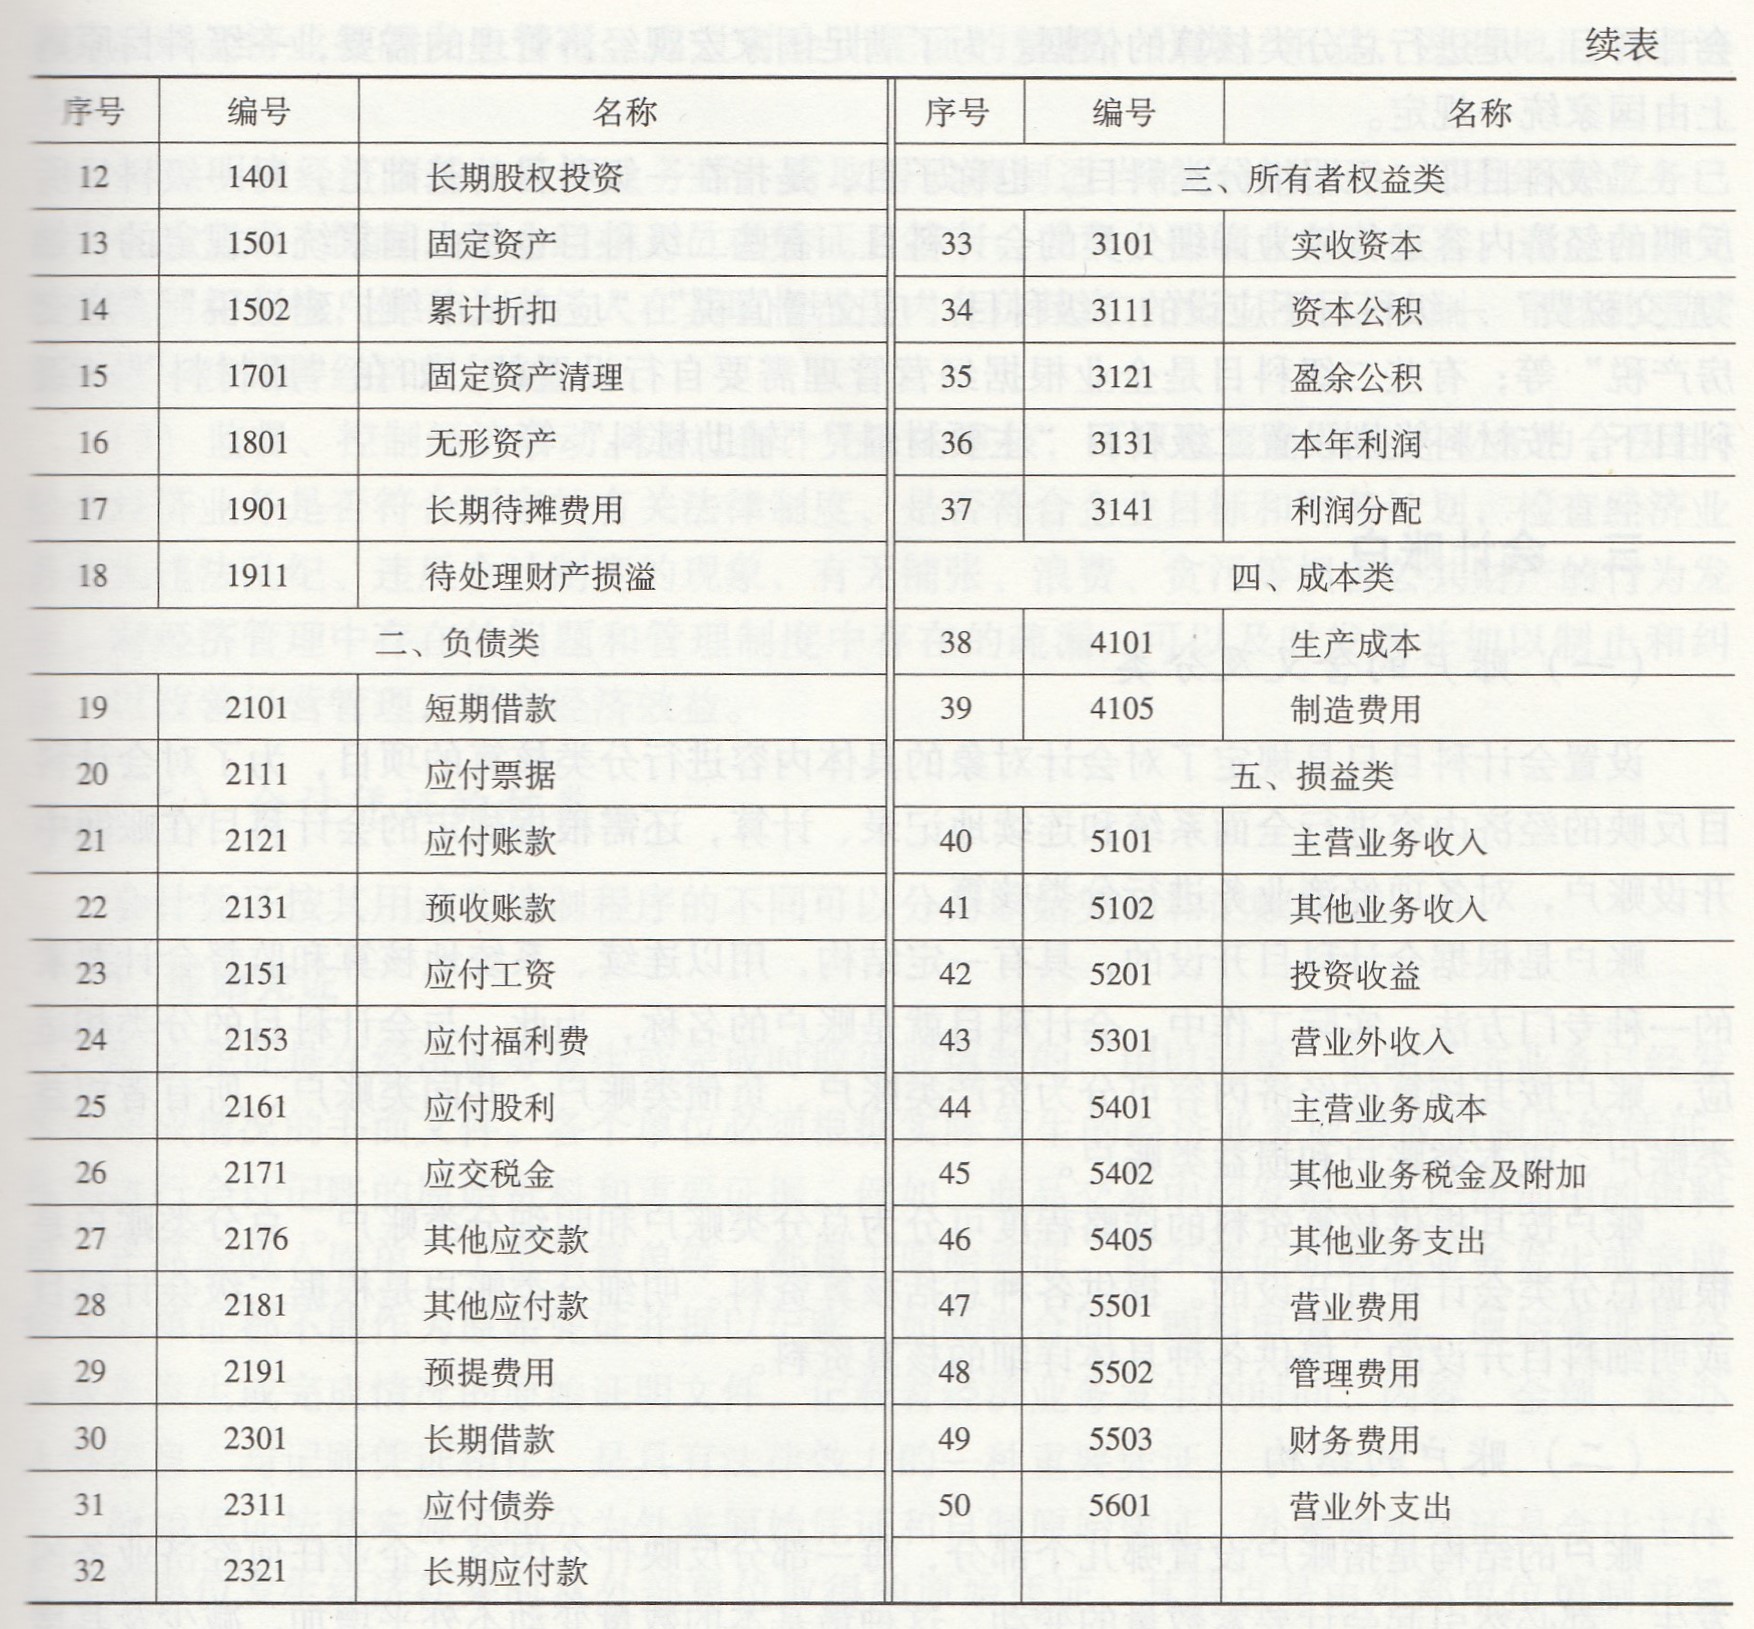 续表
序号 编号 名称 序号 编号 名称
12 1401 长期股权投资 三、所有者权益类
13 1501 固定资产 33 3101 实收资本
14 1502 累计折扣 34 3111 资本公积
15 1701 固定资产清理 35 3121 盈余公积
16 1801 无形资产 36 3131 本年利润
17 1901 长期待摊费用 37 3141 利润分配
18 1911 待处理财产损溢 四、成本类
二、负债类 38 4101 生产成本
19 2101 短期借款 39 4105 制造费用
20 2111 应付票据 五、损益类
21 2121 应付账款 40 5101 主营业务收入
22 2131 预收账款 41 5102 其他业务收入
23 2151 应付工资 42 5201 投资收益
24 2153 应付福利费 43 5301 营业外收入
25 2161 应付股利 44 5401 主营业务成本
26 2171 应交税金 45 5402 其他业务税金及附加
27 2176 其他应交款 46 5405 其他业务支出
28 2181 其他应付款 47 5501 营业费用
29 2191 预提费用 48 5502 管理费用
30 2301 长期借款 49 5503 财务费用
31 2311 应付债券 50 5601 营业外支出
32 2321 长期应付款